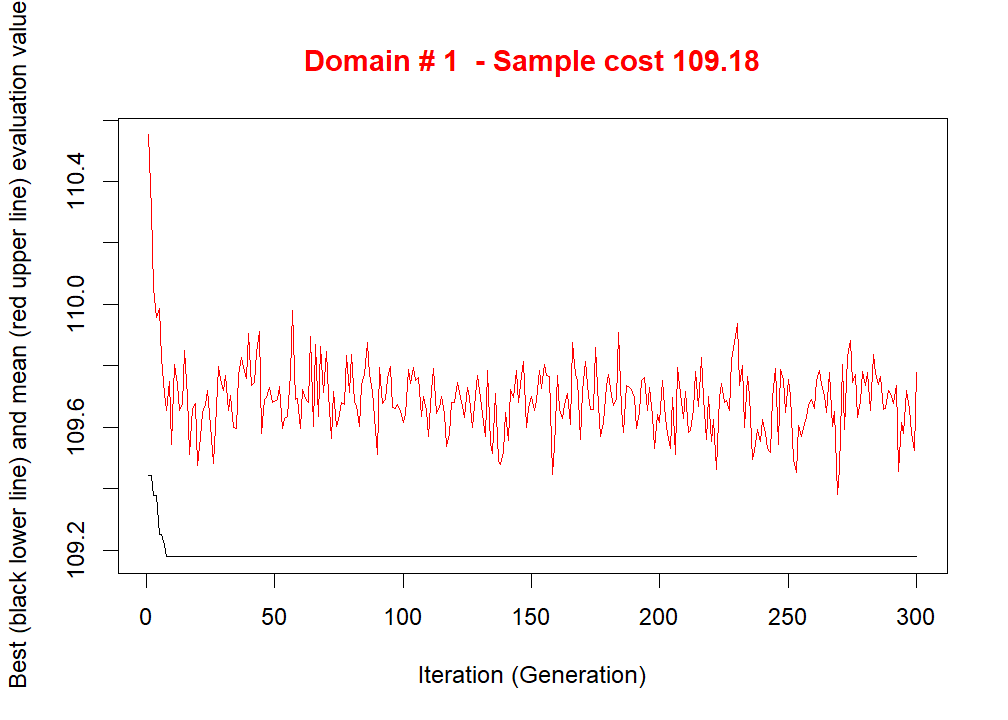 Domain # 1  - Sample cost 109.18
Best (black lower line) and mean (red upper line) evaluation value
110.4
110.0
109.6
109.2
0 50 100 150 200 250 300
Iteration (Generation)